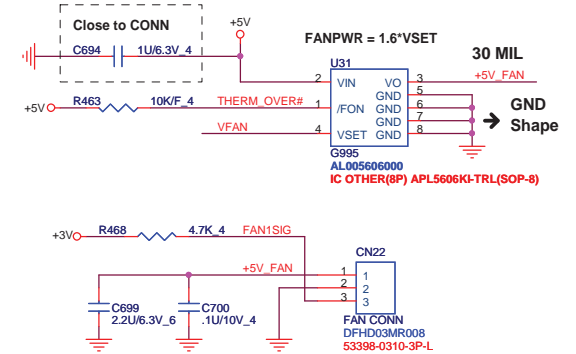 Close to CONN
+5V
C694
1U/6.3V_4
FANPWR = 1.6*VSET
30 MIL
U31
2
VIN
VO
3
+5V_FAN
GND
5
+5V
R463
10K/F_4
THERM_OVER#
1
/FON
GND
6
GND
7
VFAN
4
VSET
GND
8
GND
Shape
G995
AL005606000
IC OTHER(8P) APL5606KI-TRL(SOP-8)
+3V
R468
4.7K_4
FAN1SIG
CN22
+5V_FAN
1
1
2
2
3
3
C699
2.2U/6.3V_6
C700
.1U/10V_4
FAN CONN
DFHD03MR008
53398-0310-3P-L